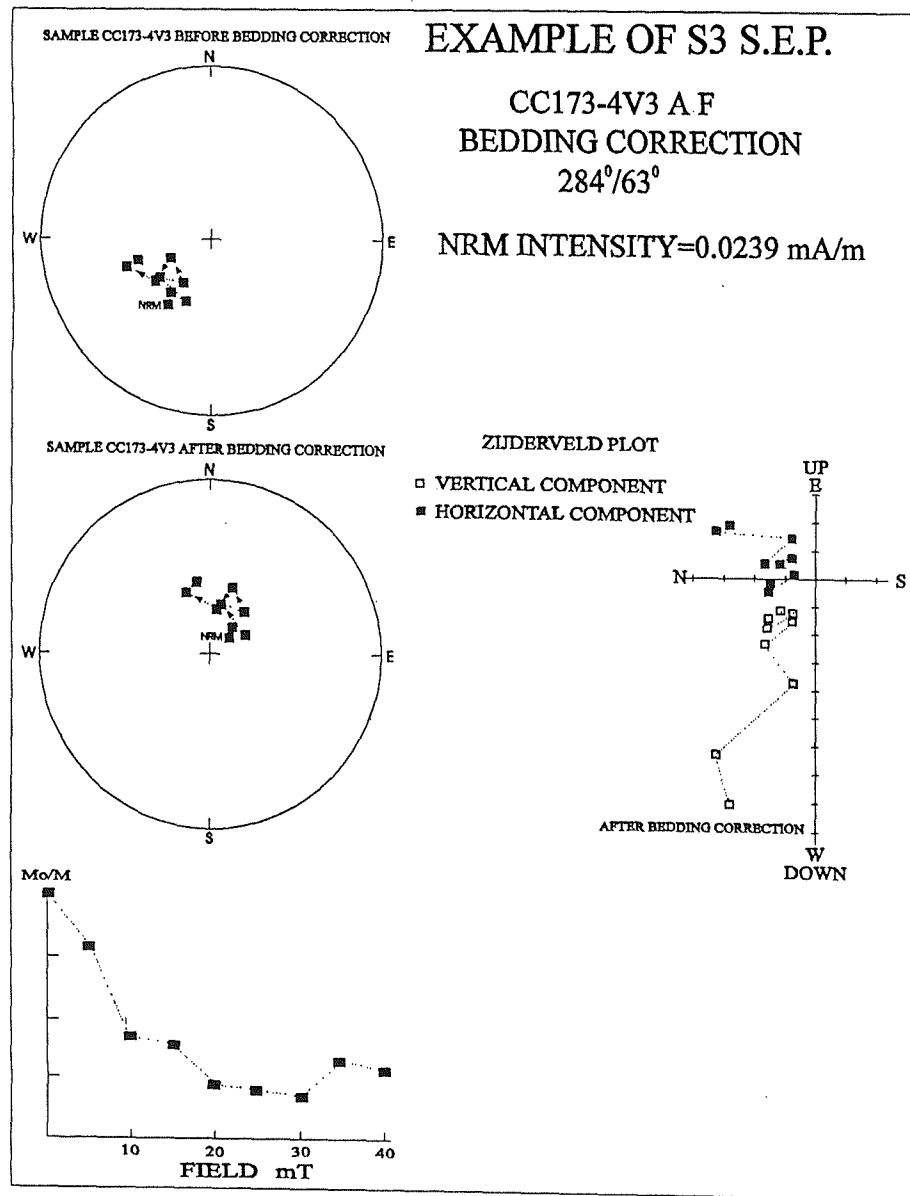 SAMPLE CC173-4V3 BEFORE BEDDING CORRECTION
N
W
E
NRM
S
EXAMPLE OF S3 S.E.P.
CC173-4V3 A.F
BEDDING CORRECTION
284⁰/63⁰
NRM INTENSITY=0.0239 mA/m
SAMPLE CC173-4V3 AFTER BEDDING CORRECTION
N
W
E
NRM
S
ZIJDERVELD PLOT
VERTICAL COMPONENT
HORIZONTAL COMPONENT
UP
E
N
S
AFTER BEDDING CORRECTION
W
DOWN
Mo/M
10 20 30 40
FIELD mT